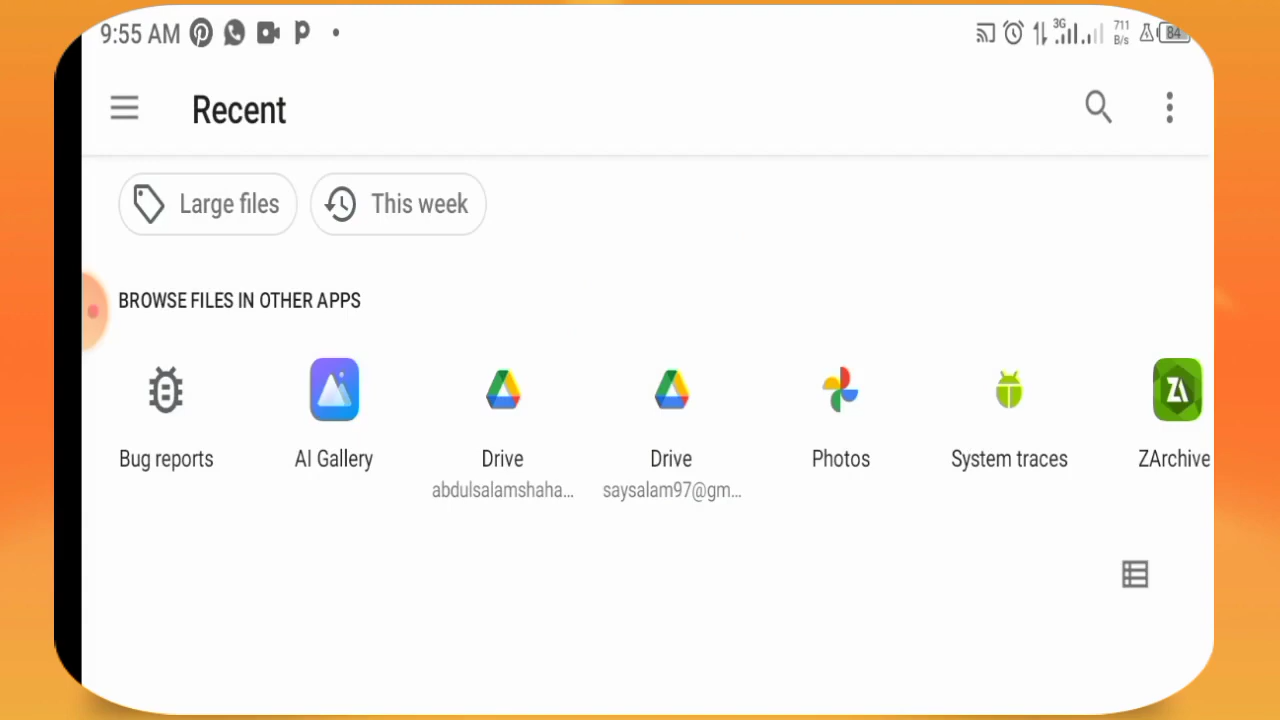 9:55 AM
3G
711
B/s
84
Recent
Large files
This week
BROWSE FILES IN OTHER APPS
Bug reports
AI Gallery
Drive
Drive
Photos
System traces
ZArchive
abdulsalamshaha...
saysalam97@gm...